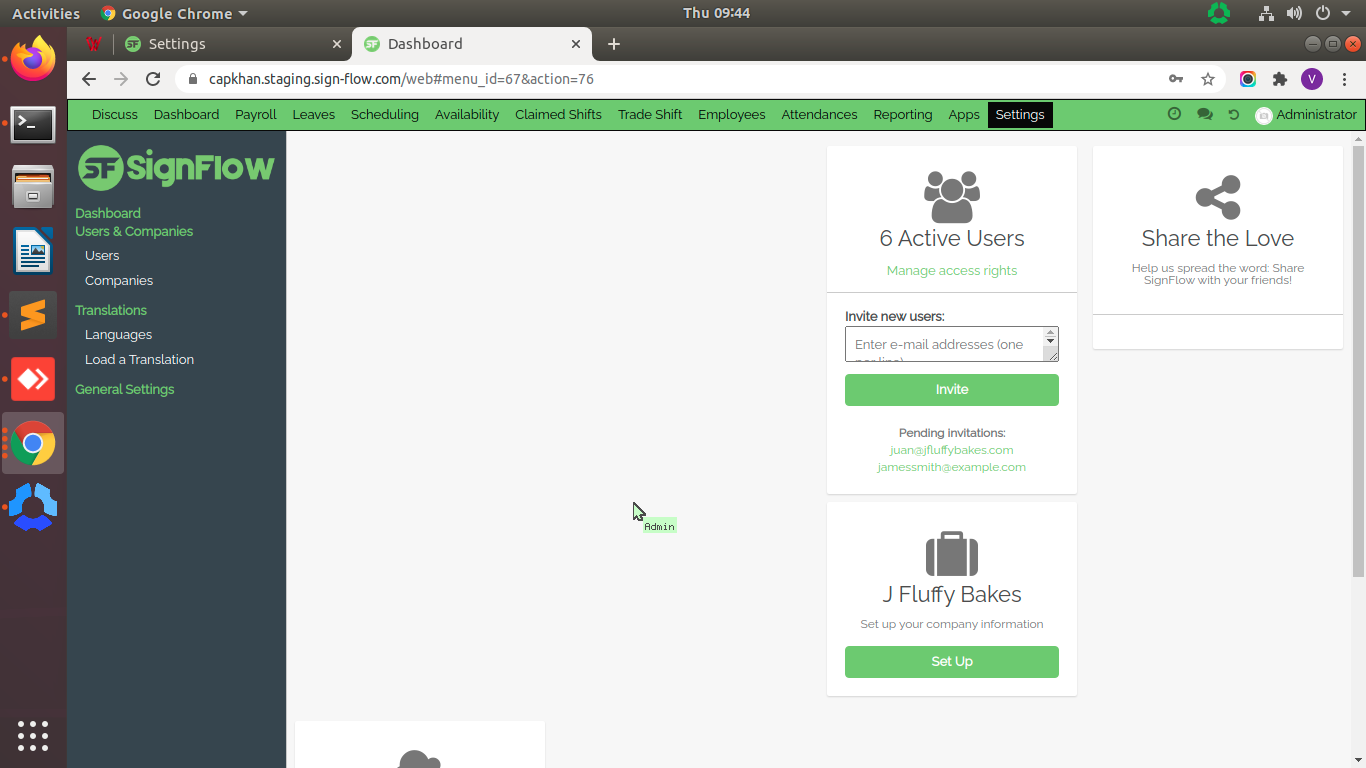 Activities
Google Chrome
Thu 09:44
Settings
Dashboard
capkhan.staging.sign-flow.com/web#menu_id=67&action=76
V
Discuss
Dashboard
Payroll
Leaves
Scheduling
Availability
Claimed Shifts
Trade Shift
Employees
Attendances
Reporting
Apps
Settings
Administrator
SF SignFlow
Dashboard
Users & Companies
Users
Companies
Translations
Languages
Load a Translation
General Settings
6 Active Users
Manage access rights
Invite new users:
Enter e-mail addresses (one
per line)
Invite
Pending invitations:
juan@jfluffybakes.com
jamessmith@example.com
Share the Love
Help us spread the word: Share
SignFlow with your friends!
Admin
J Fluffy Bakes
Set up your company information
Set Up